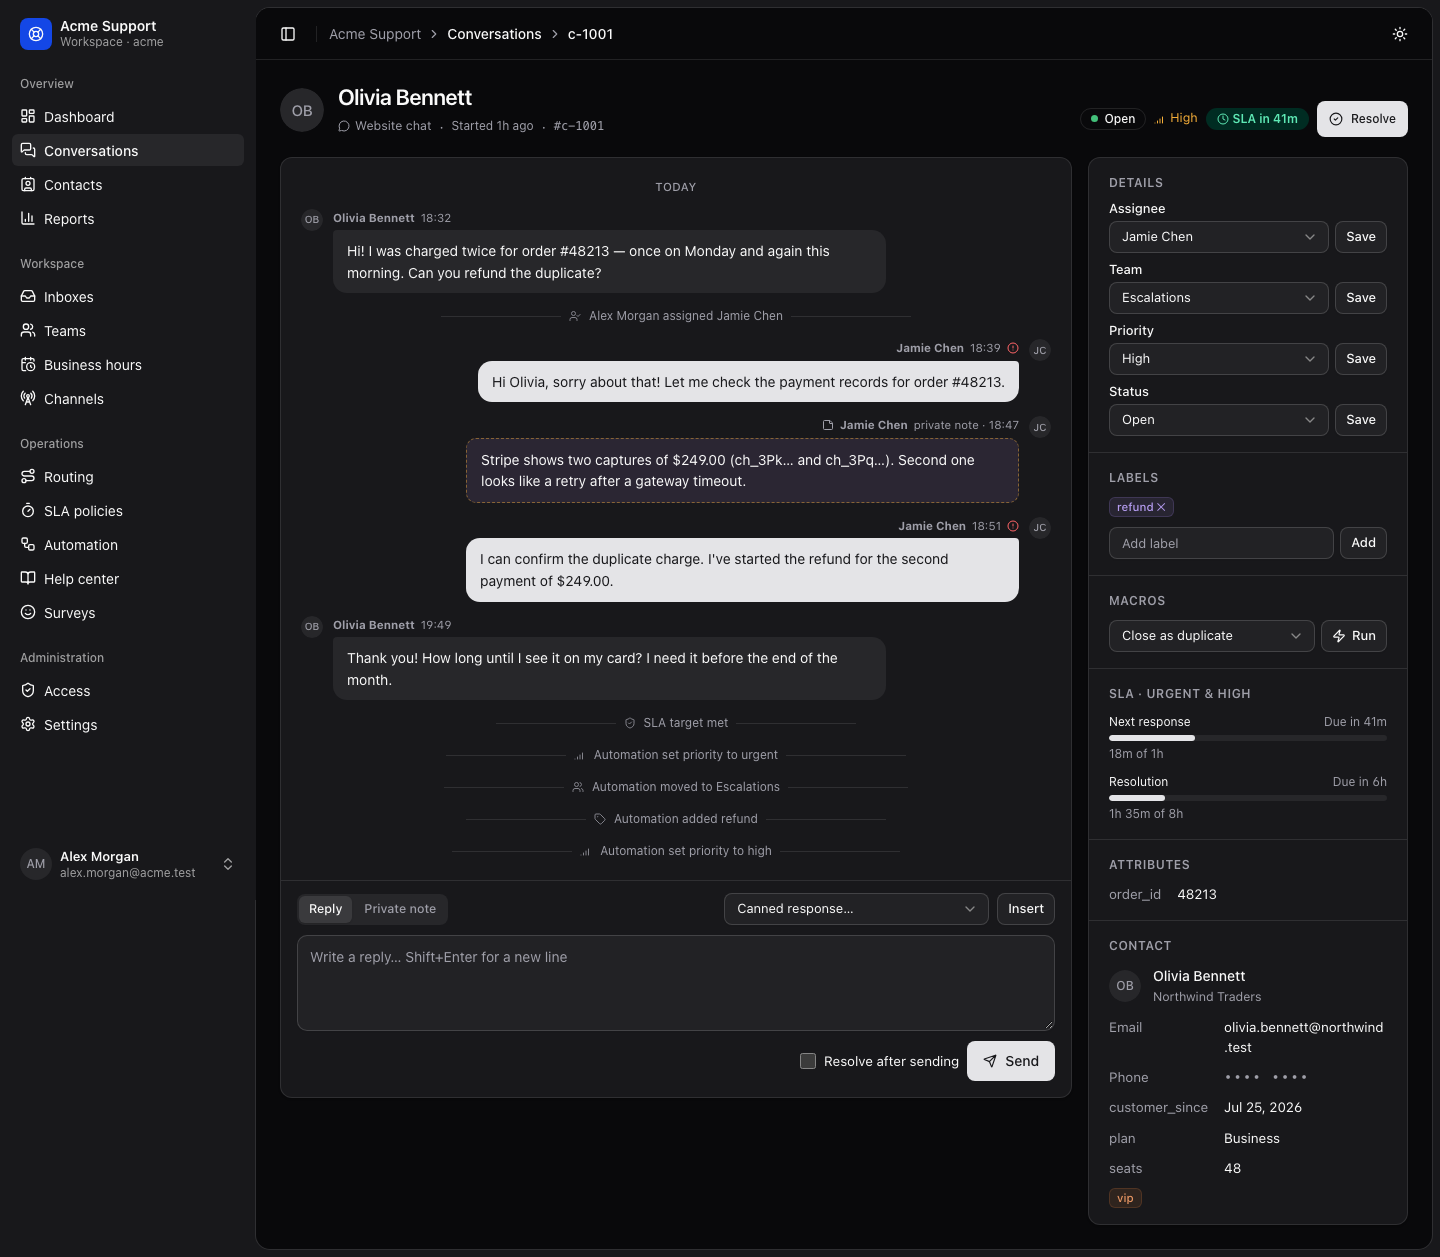 Acme Support
Workspace · acme
Overview
Dashboard
Conversations
Contacts
Reports
Workspace
Inboxes
Teams
Business hours
Channels
Operations
Routing
SLA policies
Automation
Help center
Surveys
Administration
Access
Settings
AM
Alex Morgan
alex.morgan@acme.test
Acme Support > Conversations > c-1001
OB
Olivia Bennett
Website chat · Started 1h ago · #c-1001
Open
High
SLA in 41m
Resolve
TODAY
OB Olivia Bennett 18:32
Hi! I was charged twice for order #48213 — once on Monday and again this
morning. Can you refund the duplicate?
Alex Morgan assigned Jamie Chen
Jamie Chen 18:39 JC
Hi Olivia, sorry about that! Let me check the payment records for order #48213.
Jamie Chen private note · 18:47 JC
Stripe shows two captures of $249.00 (ch_3Pk… and ch_3Pq…). Second one
looks like a retry after a gateway timeout.
Jamie Chen 18:51 JC
I can confirm the duplicate charge. I've started the refund for the second
payment of $249.00.
OB Olivia Bennett 19:49
Thank you! How long until I see it on my card? I need it before the end of the
month.
SLA target met
Automation set priority to urgent
Automation moved to Escalations
Automation added refund
Automation set priority to high
Reply
Private note
Canned response…
Insert
Write a reply… Shift+Enter for a new line
Resolve after sending
Send
DETAILS
Assignee
Jamie Chen
Save
Team
Escalations
Save
Priority
High
Save
Status
Open
Save
LABELS
refund
Add label
Add
MACROS
Close as duplicate
Run
SLA · URGENT & HIGH
Next response Due in 41m
18m of 1h
Resolution Due in 6h
1h 35m of 8h
ATTRIBUTES
order_id 48213
CONTACT
OB
Olivia Bennett
Northwind Traders
Email olivia.bennett@northwind
.test
Phone •••• ••••
customer_since Jul 25, 2026
plan Business
seats 48
vip